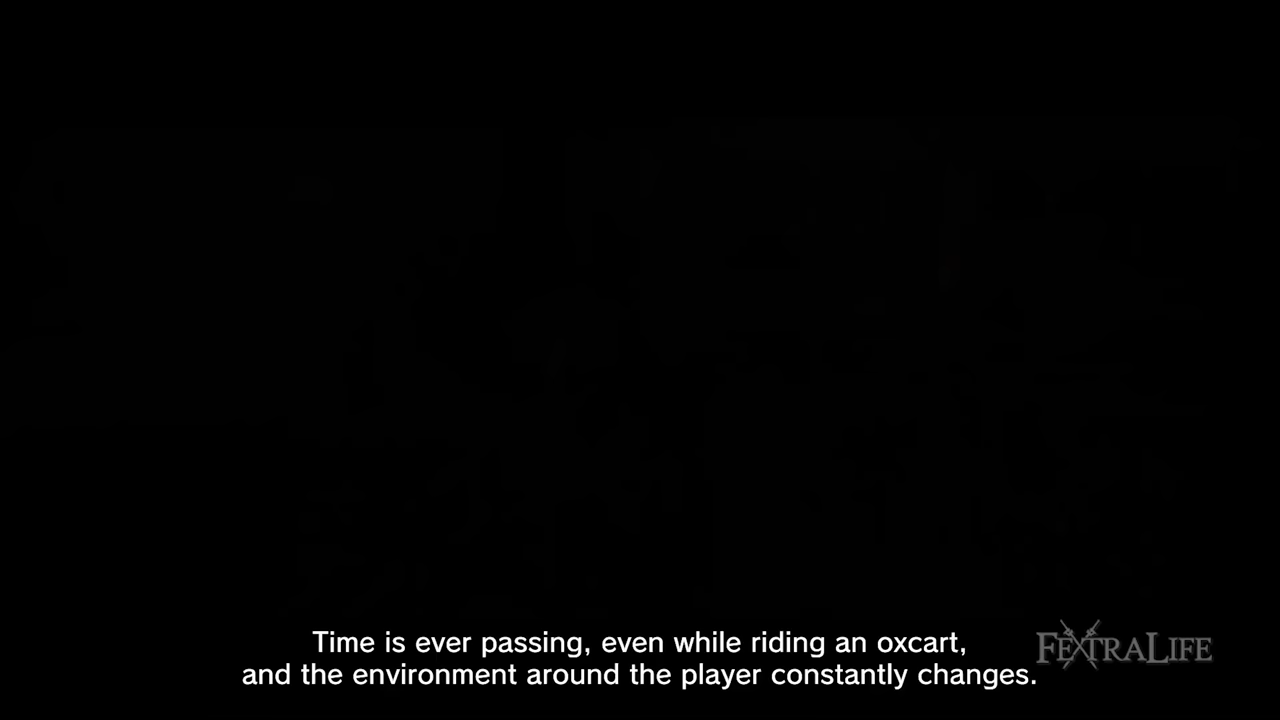 Time is ever passing, even while riding an oxcart,
and the environment around the player constantly changes.
FEXTRALIFE